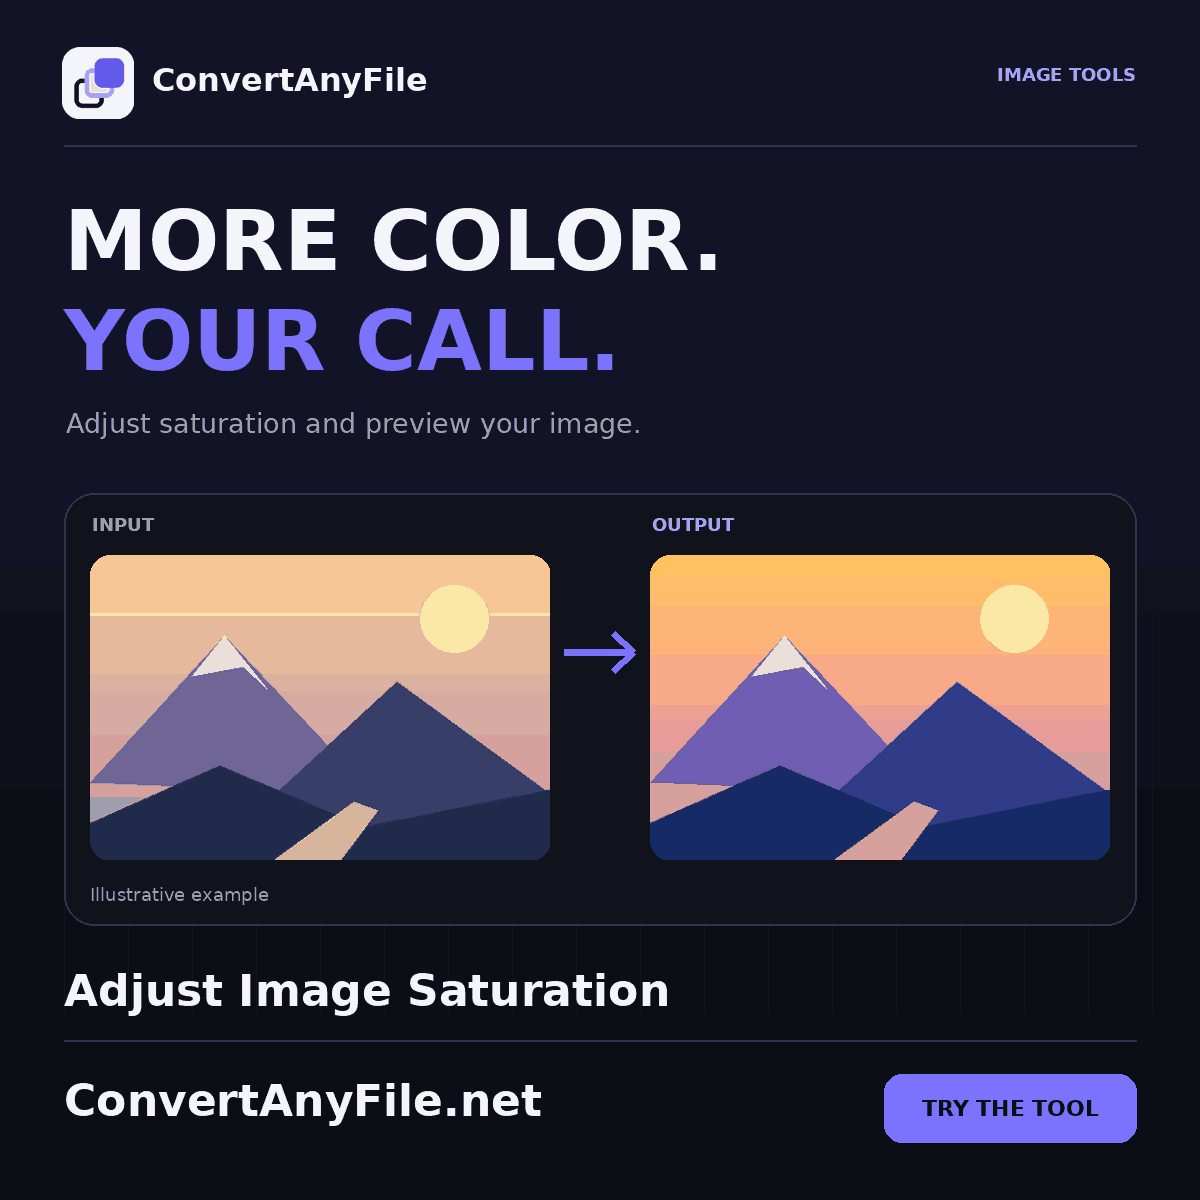 ConvertAnyFile
IMAGE TOOLS
MORE COLOR.
YOUR CALL.
Adjust saturation and preview your image.
INPUT
OUTPUT
Illustrative example
Adjust Image Saturation
ConvertAnyFile.net
TRY THE TOOL